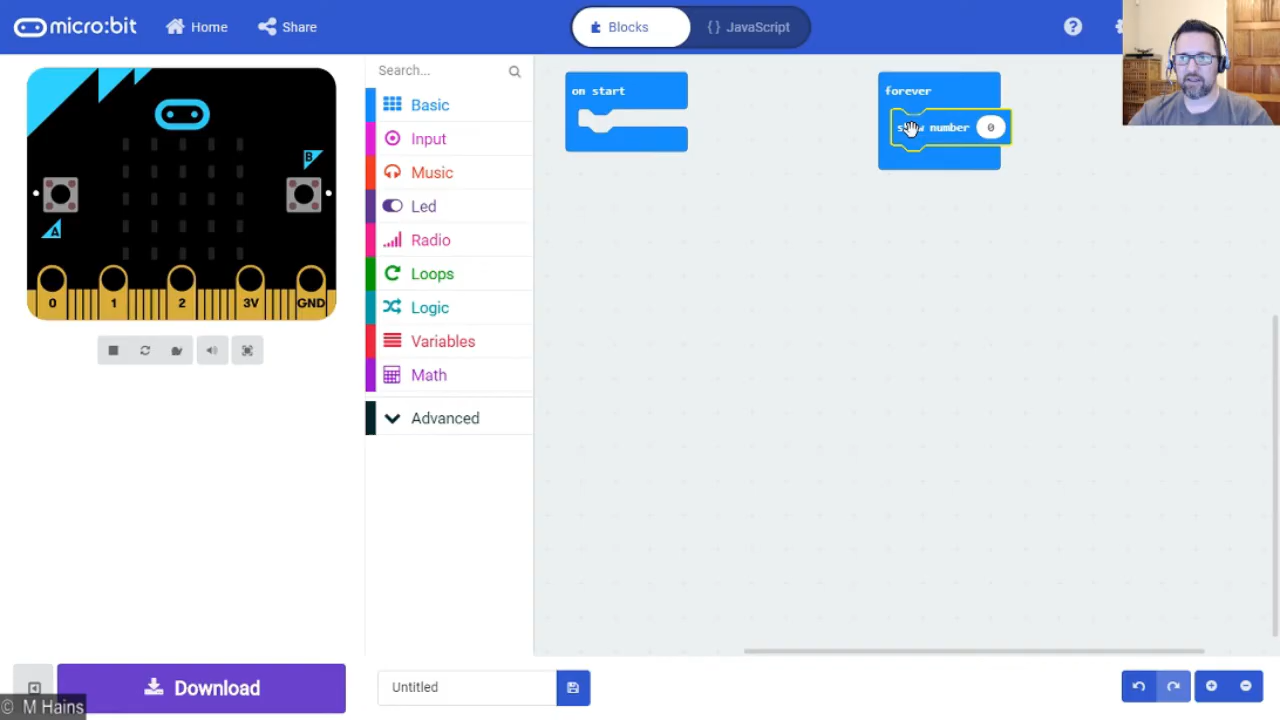 micro:bit
Home
Share
Blocks
{ } JavaScript
?
B
A
0
1
2
3V
GND
Search...
Basic
Input
Music
Led
Radio
Loops
Logic
Variables
Math
Advanced
on start
forever
number 0
Download
Untitled
© M Hains